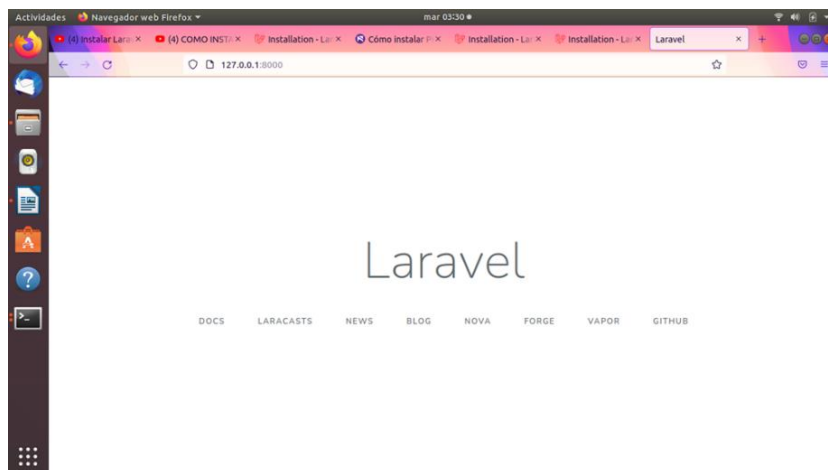 Actividades Navegador web Firefox mar 03:30
(4) Instalar Lara (4) COMO INSTA Installation - La Cómo instalar P Installation - La Installation - La Laravel
127.0.0.1:8000
Laravel
DOCS LARACASTS NEWS BLOG NOVA FORGE VAPOR GITHUB